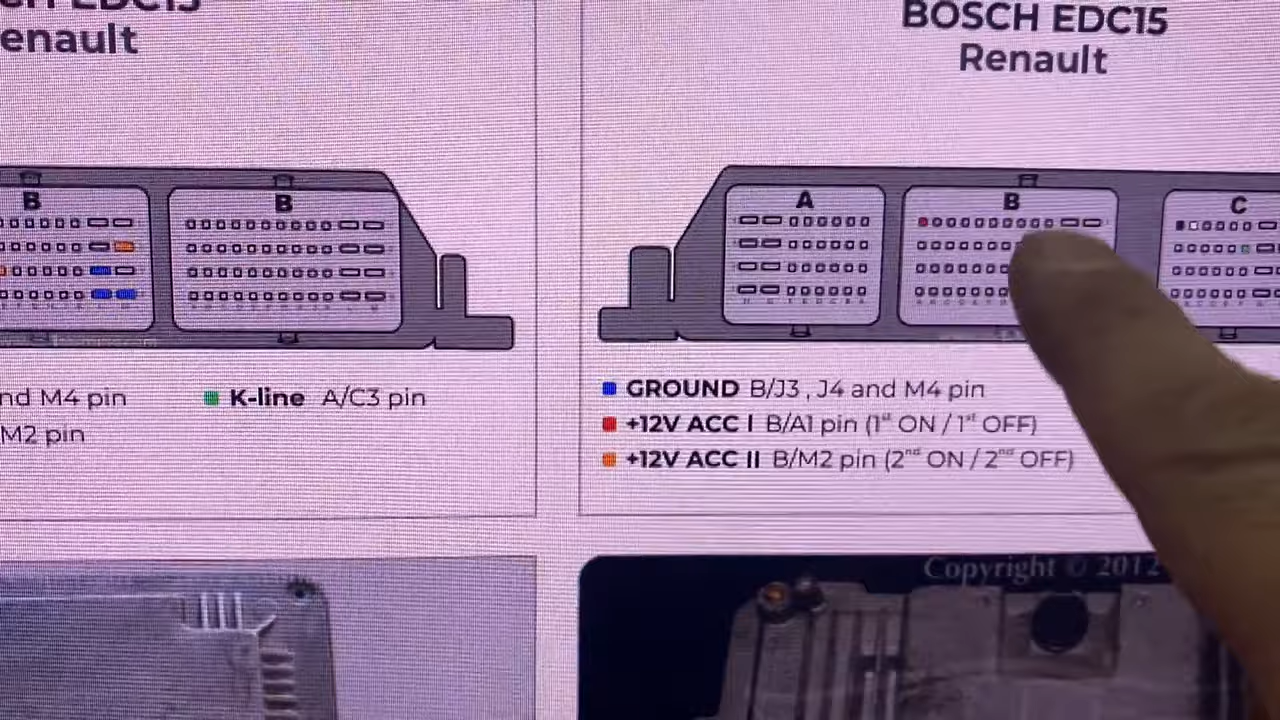 enault
BOSCH EDC15
Renault
B
B
A
B
C
nd M4 pin
K-line A/C3 pin
M2 pin
GROUND B/J3 , J4 and M4 pin
+12V ACC I B/A1 pin (1st ON / 1st OFF)
+12V ACC II B/M2 pin (2nd ON / 2nd OFF)
Copyright © 2012